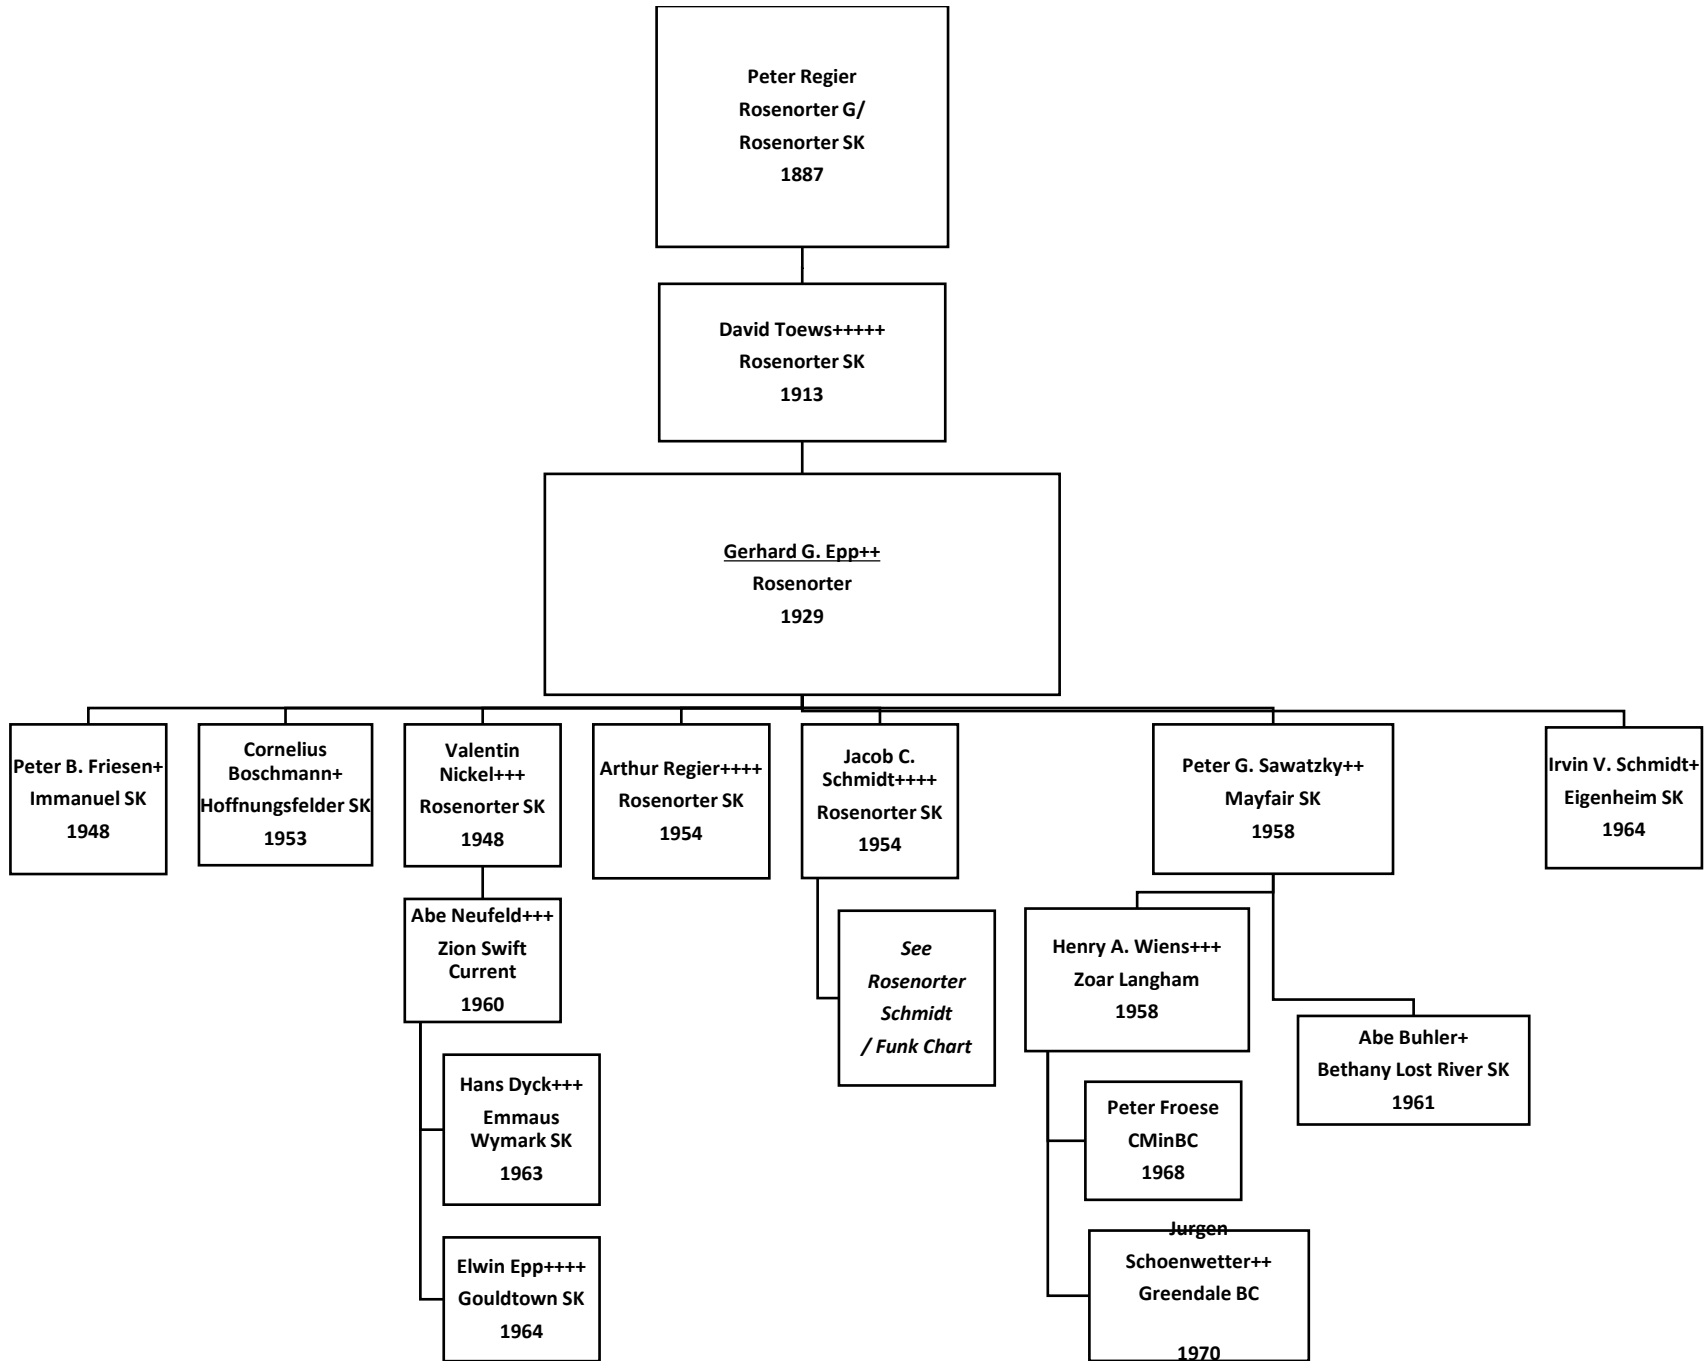 Peter Regier
Rosenorter G/
Rosenorter SK
1887
David Toews+++++
Rosenorter SK
1913
Gerhard G. Epp++
Rosenorter
1929
Peter B. Friesen+
Immanuel SK
1948
Cornelius
Boschmann+
Hoffnungsfelder SK
1953
Valentin
Nickel+++
Rosenorter SK
1948
Arthur Regier++++
Rosenorter SK
1954
Jacob C.
Schmidt++++
Rosenorter SK
1954
Peter G. Sawatzky++
Mayfair SK
1958
Irvin V. Schmidt+
Eigenheim SK
1964
Abe Neufeld+++
Zion Swift
Current
1960
See
Rosenorter
Schmidt
/ Funk Chart
Henry A. Wiens+++
Zoar Langham
1958
Abe Buhler+
Bethany Lost River SK
1961
Hans Dyck+++
Emmaus
Wymark SK
1963
Peter Froese
CMinBC
1968
Elwin Epp++++
Gouldtown SK
1964
Jurgen
Schoenwetter++
Greendale BC
1970